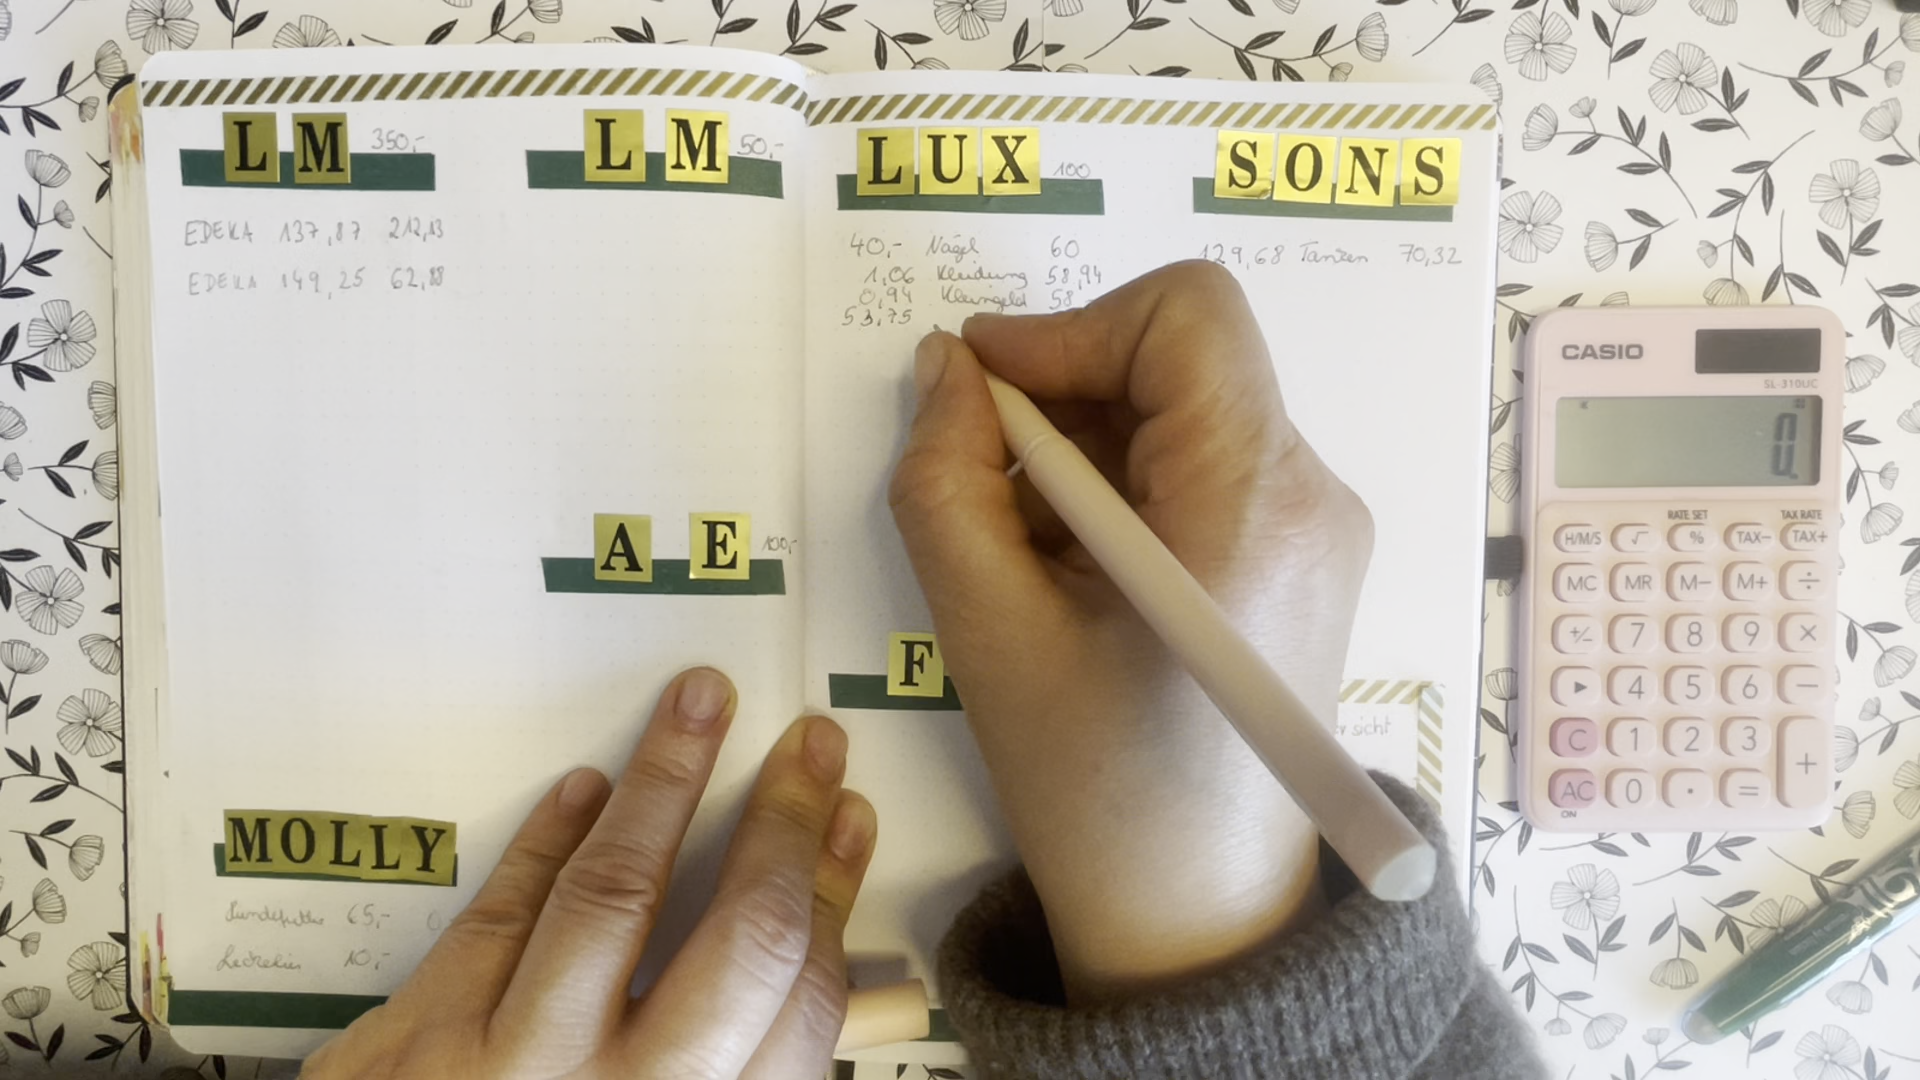 LM 350,-
EDEKA 137,87 212,13
EDEKA 149,25 62,88
LM 50,-
AE 100,-
MOLLY
Hundefutter 65,-
Leckerlies 10,-
LUX 100
40,- Nägel 60
1,06 Kleidung 58,94
0,94 Kleingeld 58
53,75
F
SONS
129,68 Tanzen 70,32
CASIO
SL-310UC
0.
RATE SET TAX RATE
H/M/S √ % TAX− TAX+
MC MR M− M+ ÷
+/− 7 8 9 ×
▶ 4 5 6 −
C 1 2 3 +
AC 0 · =
ON